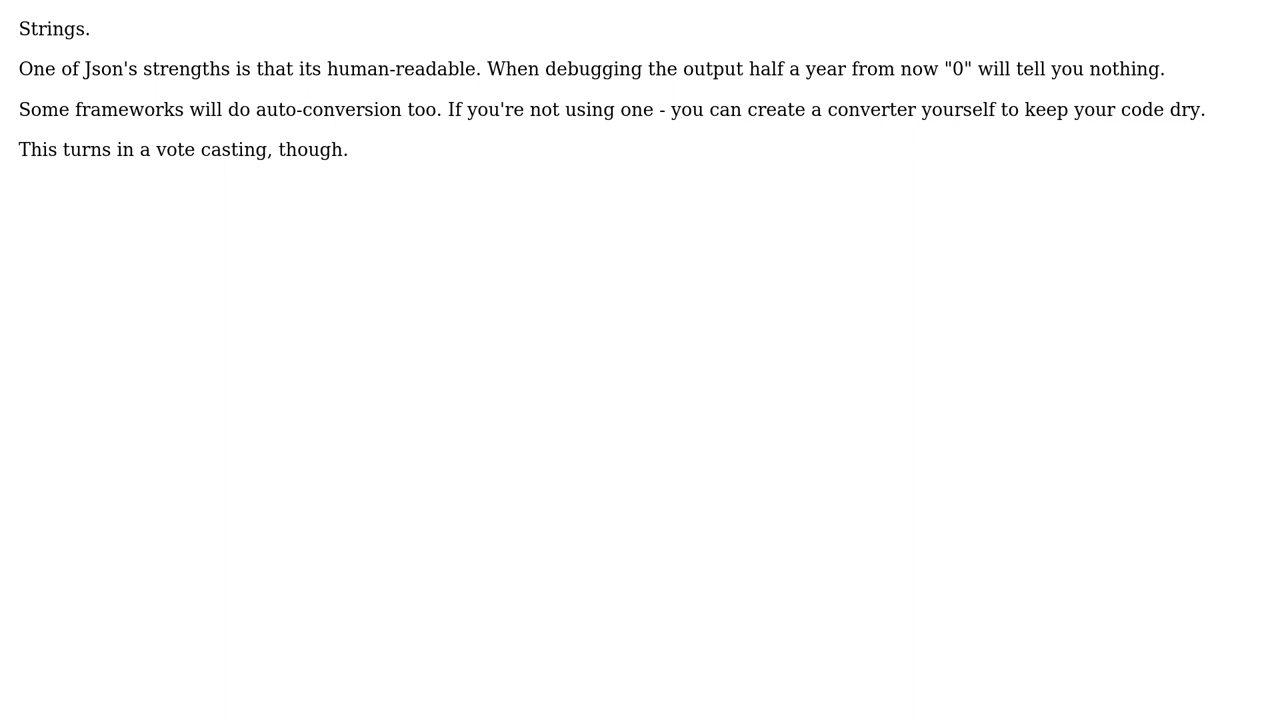 Strings.
One of Json's strengths is that its human-readable. When debugging the output half a year from now "0" will tell you nothing.
Some frameworks will do auto-conversion too. If you're not using one - you can create a converter yourself to keep your code dry.
This turns in a vote casting, though.